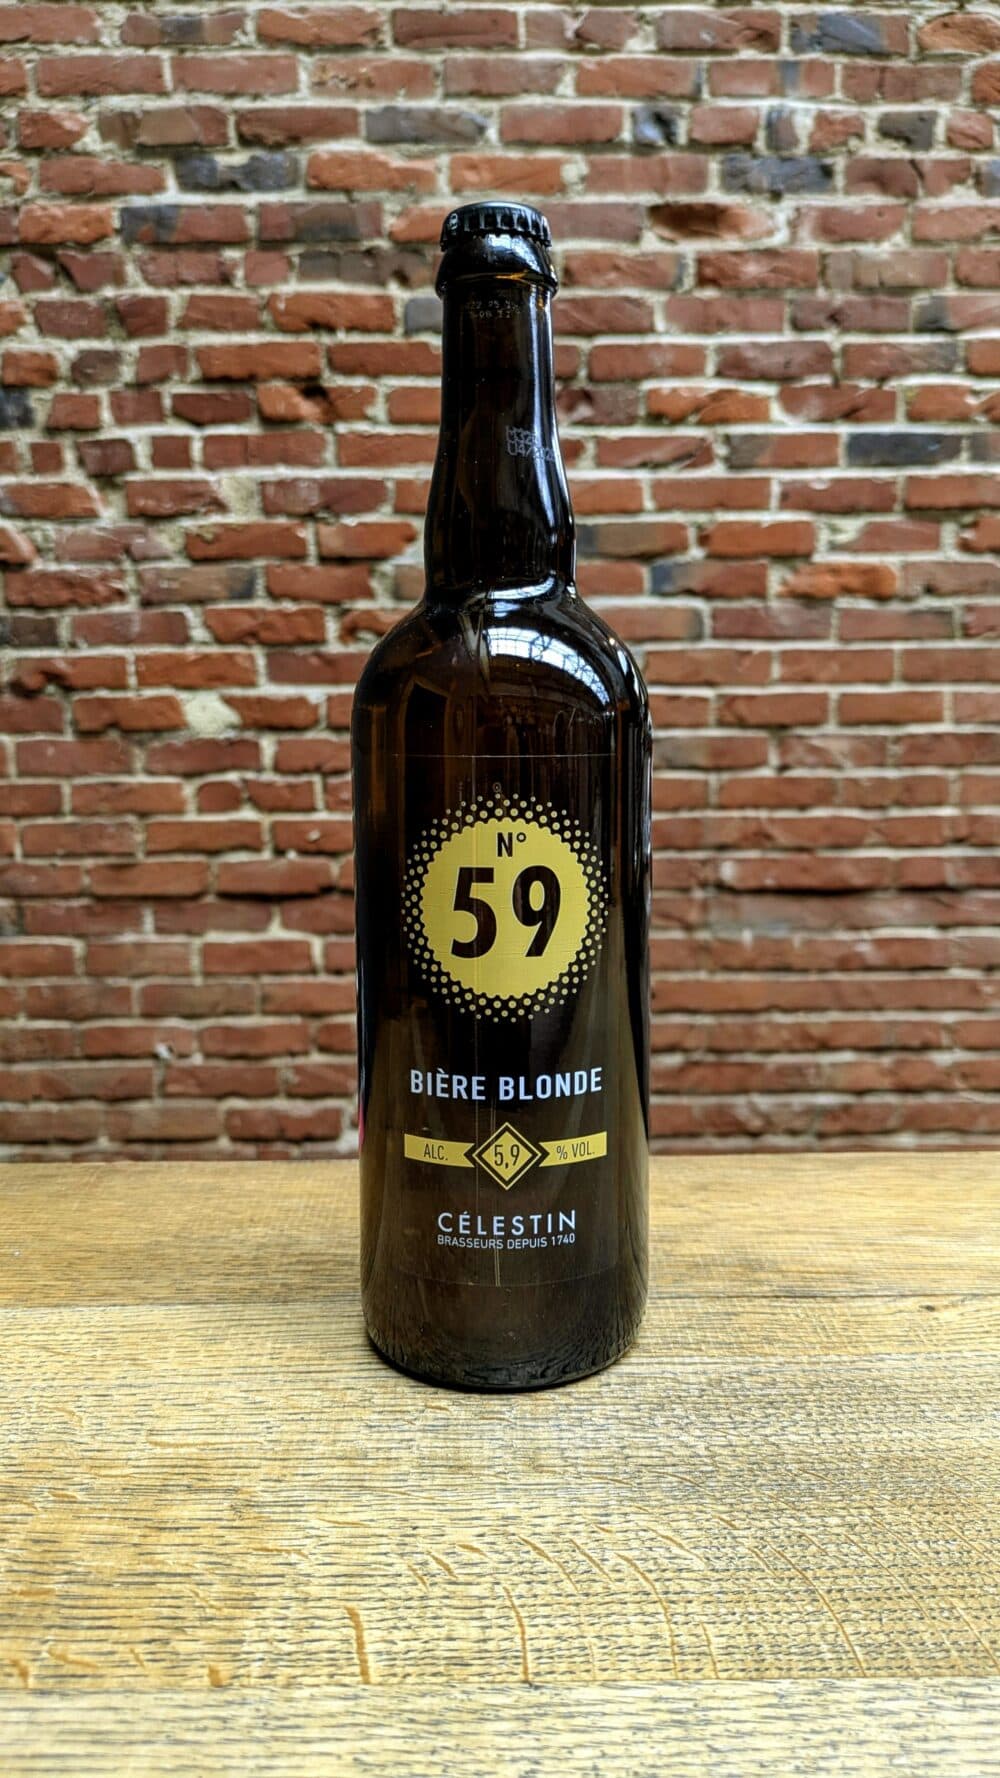 N°
59
BIÈRE BLONDE
ALC. 5,9 % VOL.
CÉLESTIN
BRASSEURS DEPUIS 1740